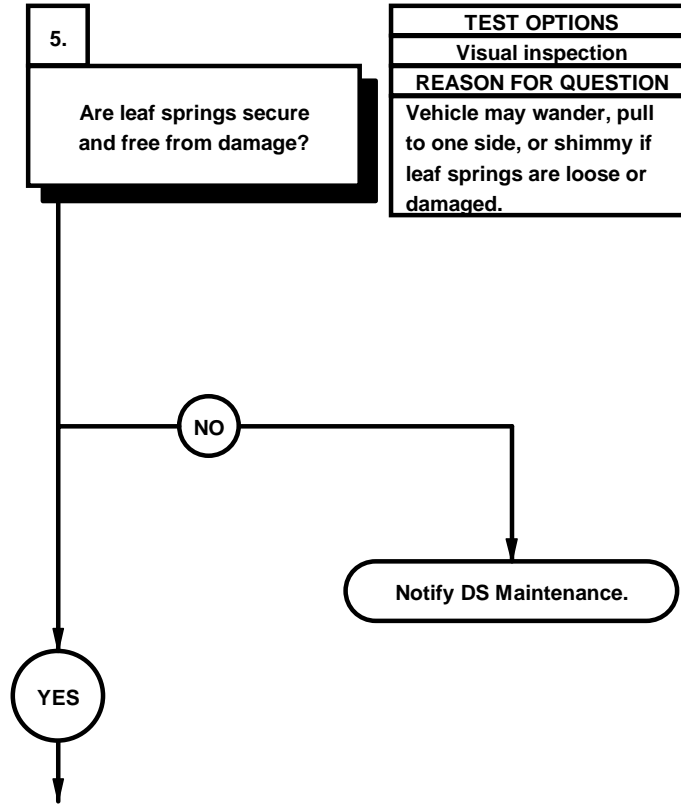 5.
Are leaf springs secure
and free from damage?
TEST OPTIONS
Visual inspection
REASON FOR QUESTION
Vehicle may wander, pull
to one side, or shimmy if
leaf springs are loose or
damaged.
NO
Notify DS Maintenance.
YES